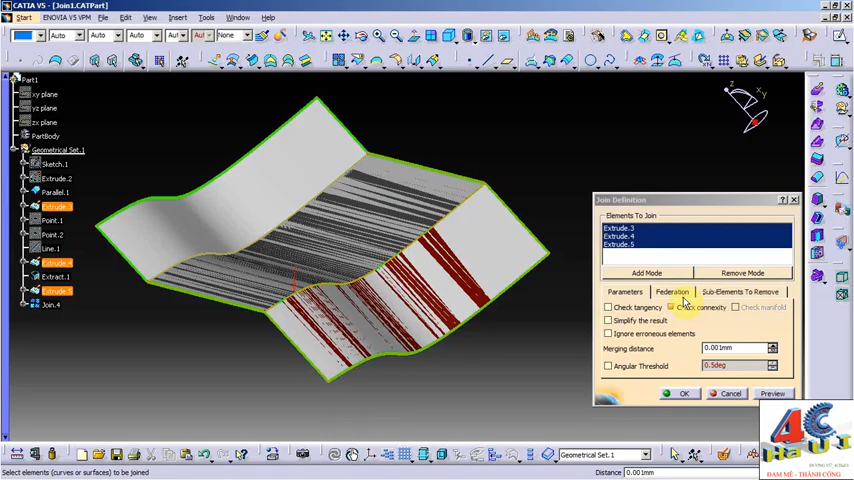 CATIA V5 - [Join1.CATPart]
Start
ENOVIA V5 VPM
File
Edit
View
Insert
Tools
Window
Help
Auto
Auto
Aut
Aut
None
Part1
xy plane
yz plane
zx plane
PartBody
Geometrical Set.1
Sketch.1
Extrude.2
Parallel.1
Extrude.3
Point.1
Point.2
Line.1
Extrude.4
Extract.1
Extrude.5
Join.4
z
x
y
Join Definition
Elements To Join
Extrude.3
Extrude.4
Extrude.5
Add Mode
Remove Mode
Parameters
Federation
Sub-Elements To Remove
Check tangency
Check connexity
Check manifold
Simplify the result
Ignore erroneous elements
Merging distance
0.001mm
Angular Threshold
0.5deg
OK
Cancel
Preview
Geometrical Set.1
Select elements (curves or surfaces) to be joined
Distance
0.001mm
ĐAM MÊ - THÀNH CÔNG